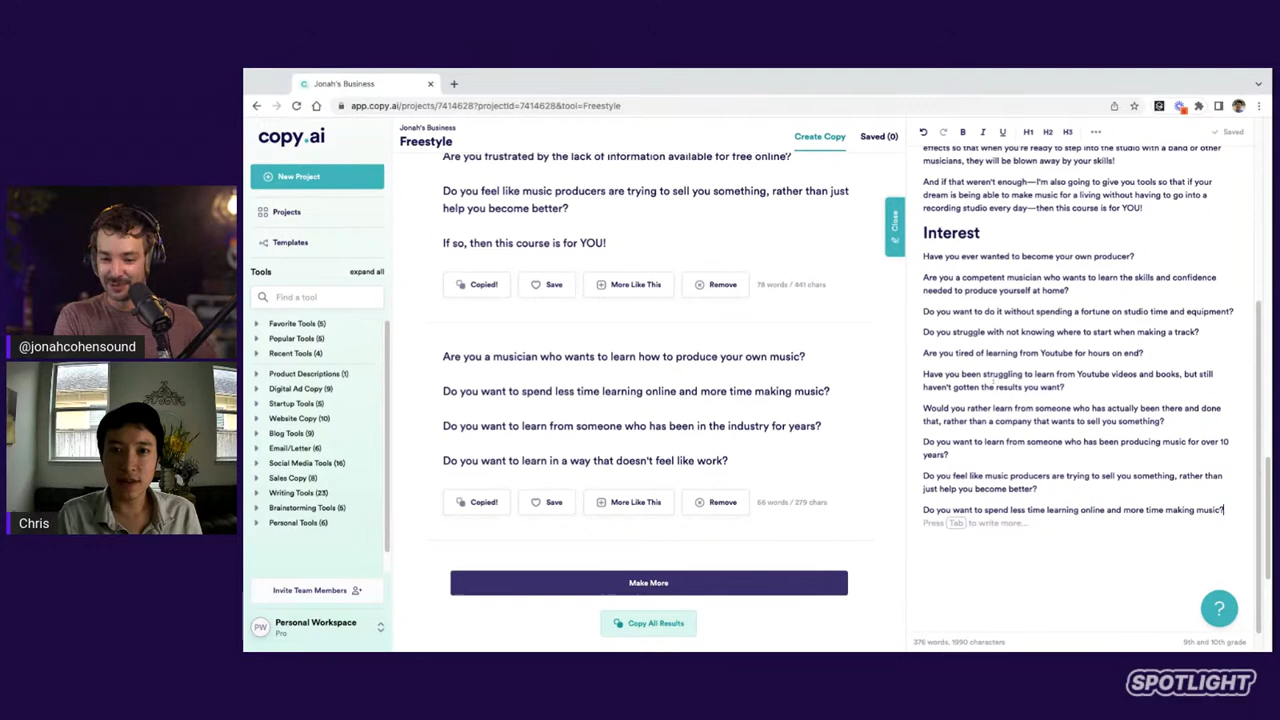 Jonah's Business
app.copy.ai/projects/7414628?projectId=7414628&tool=Freestyle
copy.ai
New Project
Projects
Templates
Tools
expand all
Find a tool
Favorite Tools (5)
Popular Tools (5)
Recent Tools (4)
Product Descriptions (1)
Digital Ad Copy (9)
Startup Tools (5)
Website Copy (10)
Blog Tools (9)
Email/Letter (6)
Social Media Tools (16)
Sales Copy (8)
Writing Tools (23)
Brainstorming Tools (5)
Personal Tools (6)
Invite Team Members
PW
Personal Workspace
Pro
Jonah's Business
Freestyle
Create Copy
Saved (0)
Are you frustrated by the lack of information available for free online?
Do you feel like music producers are trying to sell you something, rather than just
help you become better?
If so, then this course is for YOU!
Copied!
Save
More Like This
Remove
78 words / 441 chars
Are you a musician who wants to learn how to produce your own music?
Do you want to spend less time learning online and more time making music?
Do you want to learn from someone who has been in the industry for years?
Do you want to learn in a way that doesn't feel like work?
Copied!
Save
More Like This
Remove
66 words / 279 chars
Make More
Copy All Results
Close
B
I
U
H1
H2
H3
Saved
effects so that when you're ready to step into the studio with a band or other
musicians, they will be blown away by your skills!
And if that weren't enough—I'm also going to give you tools so that if your
dream is being able to make music for a living without having to go into a
recording studio every day—then this course is for YOU!
Interest
Have you ever wanted to become your own producer?
Are you a competent musician who wants to learn the skills and confidence
needed to produce yourself at home?
Do you want to do it without spending a fortune on studio time and equipment?
Do you struggle with not knowing where to start when making a track?
Are you tired of learning from Youtube for hours on end?
Have you been struggling to learn from Youtube videos and books, but still
haven't gotten the results you want?
Would you rather learn from someone who has actually been there and done
that, rather than a company that wants to sell you something?
Do you want to learn from someone who has been producing music for over 10
years?
Do you feel like music producers are trying to sell you something, rather than
just help you become better?
Do you want to spend less time learning online and more time making music?
Press Tab to write more...
?
376 words, 1990 characters
9th and 10th grade
@jonahcohensound
Chris
SPOTLIGHT